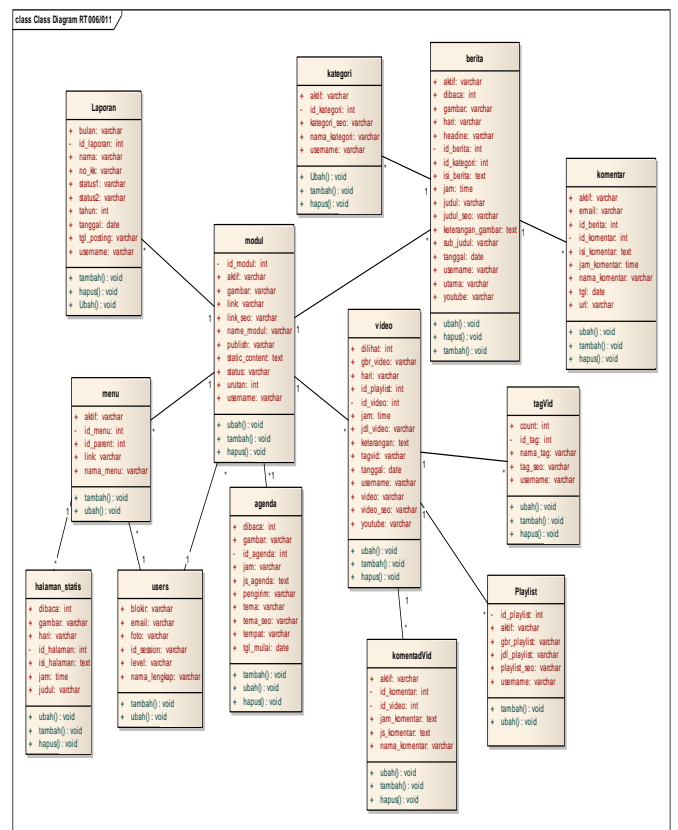 class Class Diagram RT006/011
Laporan
+ bulan: varchar
- id_laporan: int
+ nama: varchar
+ no_kk: varchar
+ status1: varchar
+ status2: varchar
+ tahun: int
+ tanggal: date
+ tgl_posting: varchar
+ username: varchar
+ tambah() : void
+ hapus() : void
+ Ubah() : void
kategori
+ aktif: varchar
- id_kategori: int
+ kategori_seo: varchar
+ nama_kategori: varchar
+ username: varchar
+ Ubah() : void
+ tambah() : void
+ hapus() : void
berita
+ aktif: varchar
+ dibaca: int
+ gambar: varchar
+ hari: varchar
+ headine: varchar
- id_berita: int
+ id_kategori: int
+ isi_berita: text
+ jam: time
+ judul: varchar
+ judul_seo: varchar
+ keterangan_gambar: text
+ sub_judul: varchar
+ tanggal: date
+ username: varchar
+ utama: varchar
+ youtube: varchar
+ ubah() : void
+ hapus() : void
+ tambah() : void
komentar
+ aktif: varchar
+ email: varchar
+ id_berita: int
- id_komentar: int
+ isi_komentar: text
+ jam_komentar: time
+ nama_komentar: varchar
+ tgl: date
+ url: varchar
+ ubah() : void
+ tambah() : void
+ hapus() : void
modul
- id_modul: int
+ aktif: varchar
+ gambar: varchar
+ link: varchar
+ link_seo: varchar
+ name_modul: varchar
+ publish: varchar
+ static_content: text
+ status: varchar
+ urutan: int
+ username: varchar
+ ubah() : void
+ tambah() : void
+ hapus() : void
video
+ dilihat: int
+ gbr_video: varchar
+ hari: varchar
+ id_playlist: int
- id_video: int
+ jam: time
+ jdl_video: varchar
+ keterangan: text
+ tagvid: varchar
+ tanggal: date
+ username: varchar
+ video: varchar
+ video_seo: varchar
+ youtube: varchar
+ ubah() : void
+ tambah() : void
+ hapus() : void
menu
+ aktif: varchar
- id_menu: int
+ id_parent: int
+ link: varchar
+ nama_menu: varchar
+ tambah() : void
+ ubah() : void
tagVid
+ count: int
- id_tag: int
+ nama_tag: varchar
+ tag_seo: varchar
+ username: varchar
+ ubah() : void
+ tambah() : void
+ hapus() : void
agenda
+ dibaca: int
+ gambar: varchar
- id_agenda: int
+ jam: varchar
+ js_agenda: text
+ pengirim: varchar
+ tema: varchar
+ tema_seo: varchar
+ tempat: varchar
+ tgl_mulai: date
+ tambah() : void
+ ubah() : void
+ hapus() : void
halaman_statis
+ dibaca: int
+ gambar: varchar
+ hari: varchar
- id_halaman: int
+ isi_halaman: text
+ jam: time
+ judul: varchar
+ ubah() : void
+ tambah() : void
+ hapus() : void
users
+ blokir: varchar
+ email: varchar
+ foto: varchar
+ id_session: varchar
+ level: varchar
+ nama_lengkap: varchar
+ tambah() : void
+ ubah() : void
Playlist
- id_playlist: int
+ aktif: varchar
+ gbr_playlist: varchar
+ jdl_playlist: varchar
+ playlist_seo: varchar
+ username: varchar
+ tambah() : void
+ ubah() : void
komentadVid
+ aktif: varchar
- id_komentar: int
- id_video: int
+ jam_komentar: text
+ js_komentar: text
+ nama_komentar: varchar
+ ubah() : void
+ tambah() : void
+ hapus() : void
* 1
* 1
1 *
* 1
1 *
1 *
* 1
* 1
* 1
1 *
*1
1 *
1 *
1 *